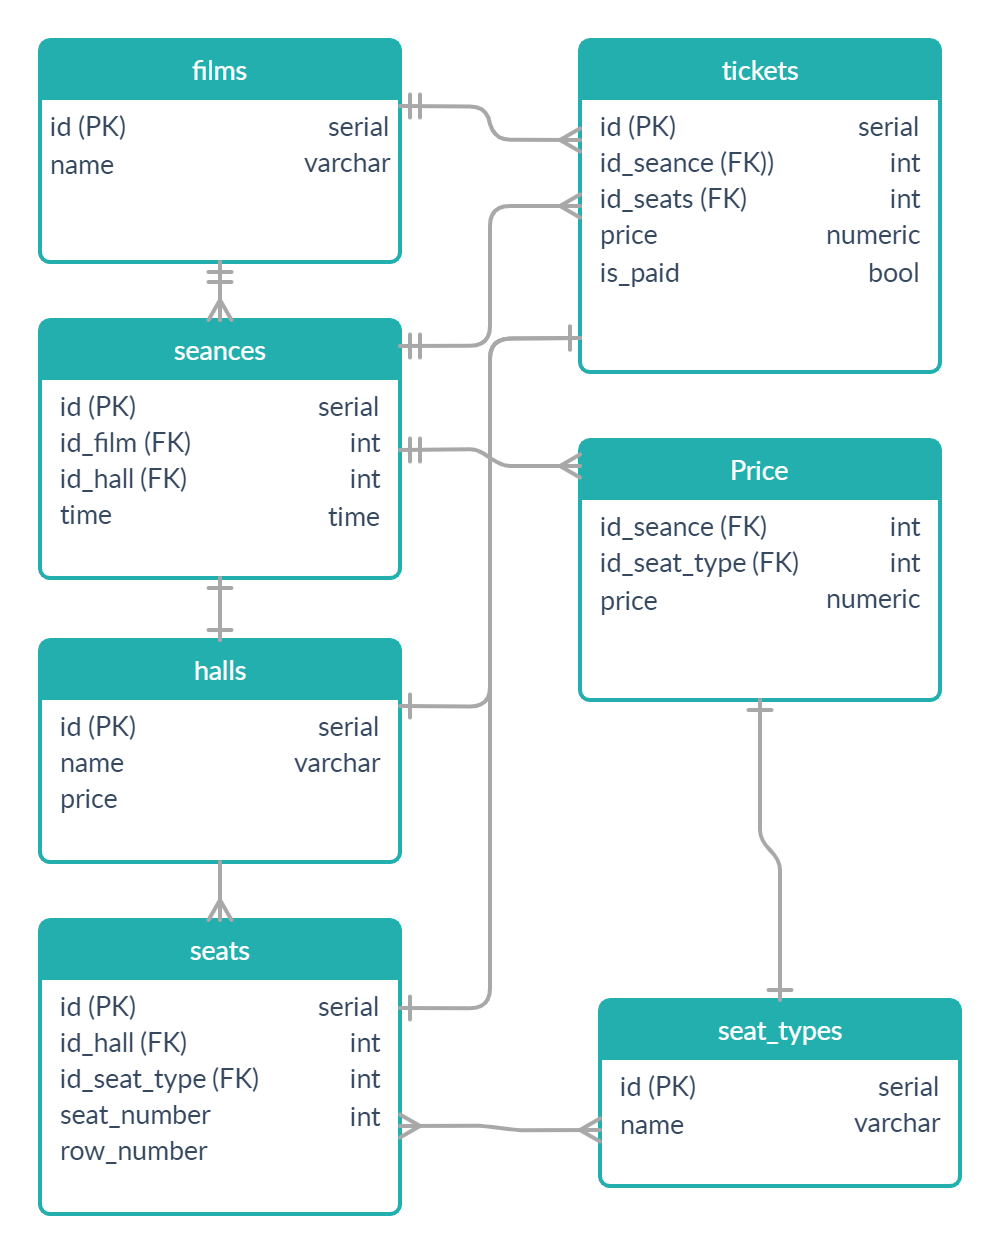 films
id (PK) serial
name varchar
tickets
id (PK) serial
id_seance (FK)) int
id_seats (FK) int
price numeric
is_paid bool
seances
id (PK) serial
id_film (FK) int
id_hall (FK) int
time time
Price
id_seance (FK) int
id_seat_type (FK) int
price numeric
halls
id (PK) serial
name varchar
price
seats
id (PK) serial
id_hall (FK) int
id_seat_type (FK) int
seat_number int
row_number
seat_types
id (PK) serial
name varchar